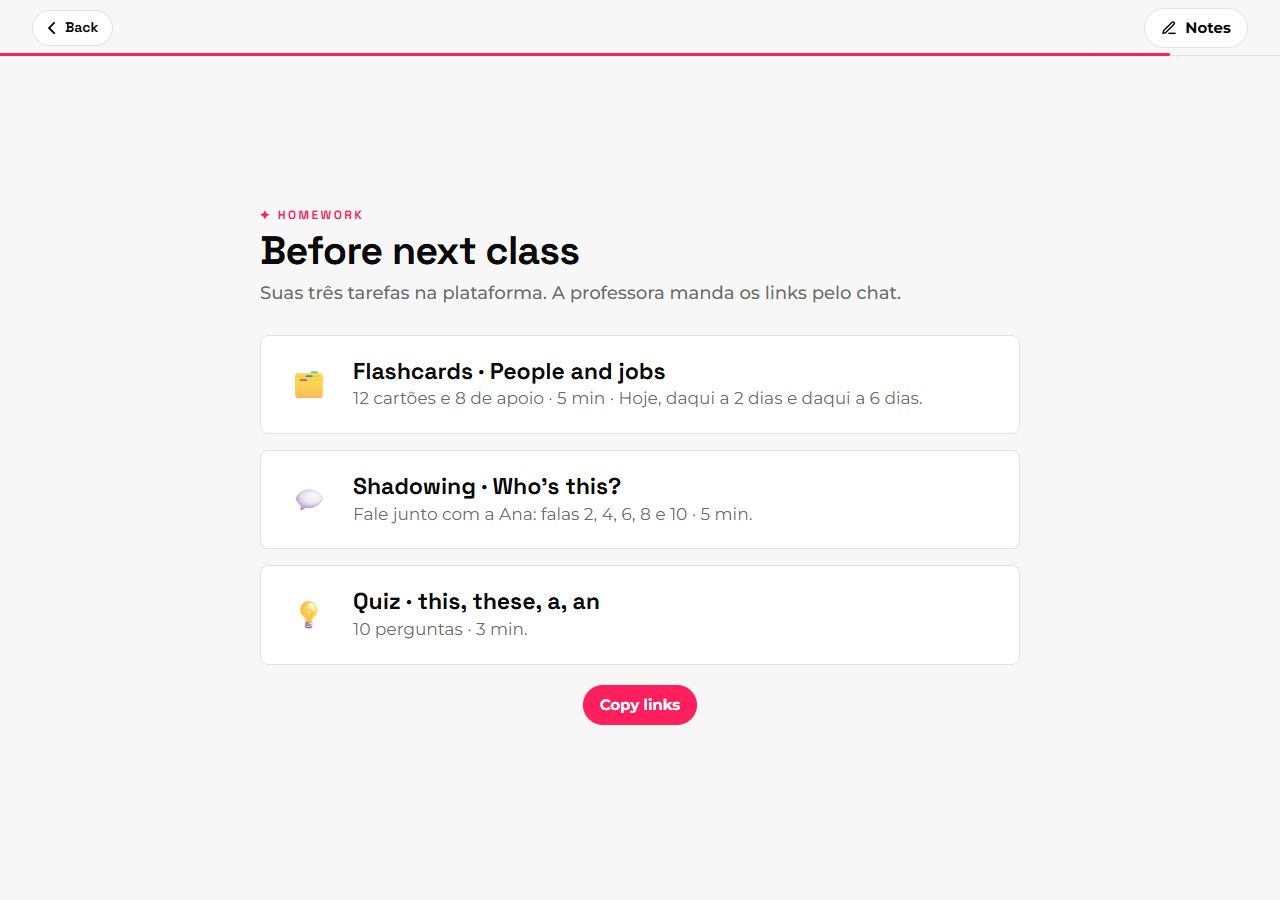 Back
Notes
✦ HOMEWORK
Before next class
Suas três tarefas na plataforma. A professora manda os links pelo chat.
Flashcards · People and jobs
12 cartões e 8 de apoio · 5 min · Hoje, daqui a 2 dias e daqui a 6 dias.
Shadowing · Who’s this?
Fale junto com a Ana: falas 2, 4, 6, 8 e 10 · 5 min.
Quiz · this, these, a, an
10 perguntas · 3 min.
Copy links